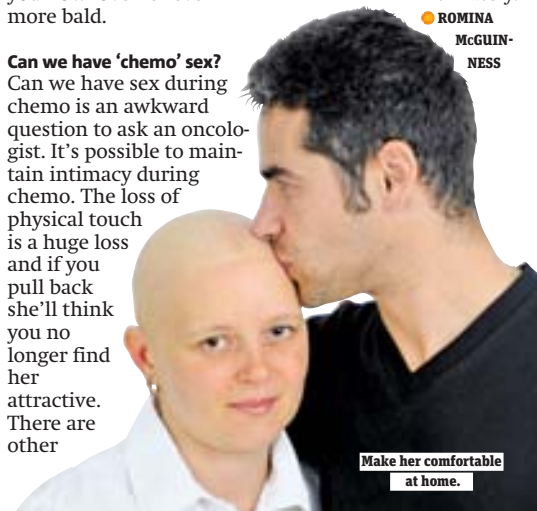 more bald.
Can we have ‘chemo’ sex?
Can we have sex during
chemo is an awkward
question to ask an oncolo-
gist. It’s possible to main-
tain intimacy during
chemo. The loss of
physical touch
is a huge loss
and if you
pull back
she’ll think
you no
longer find
her
attractive.
There are
other
ROMINA
McGUIN-
NESS
Make her comfortable
at home.